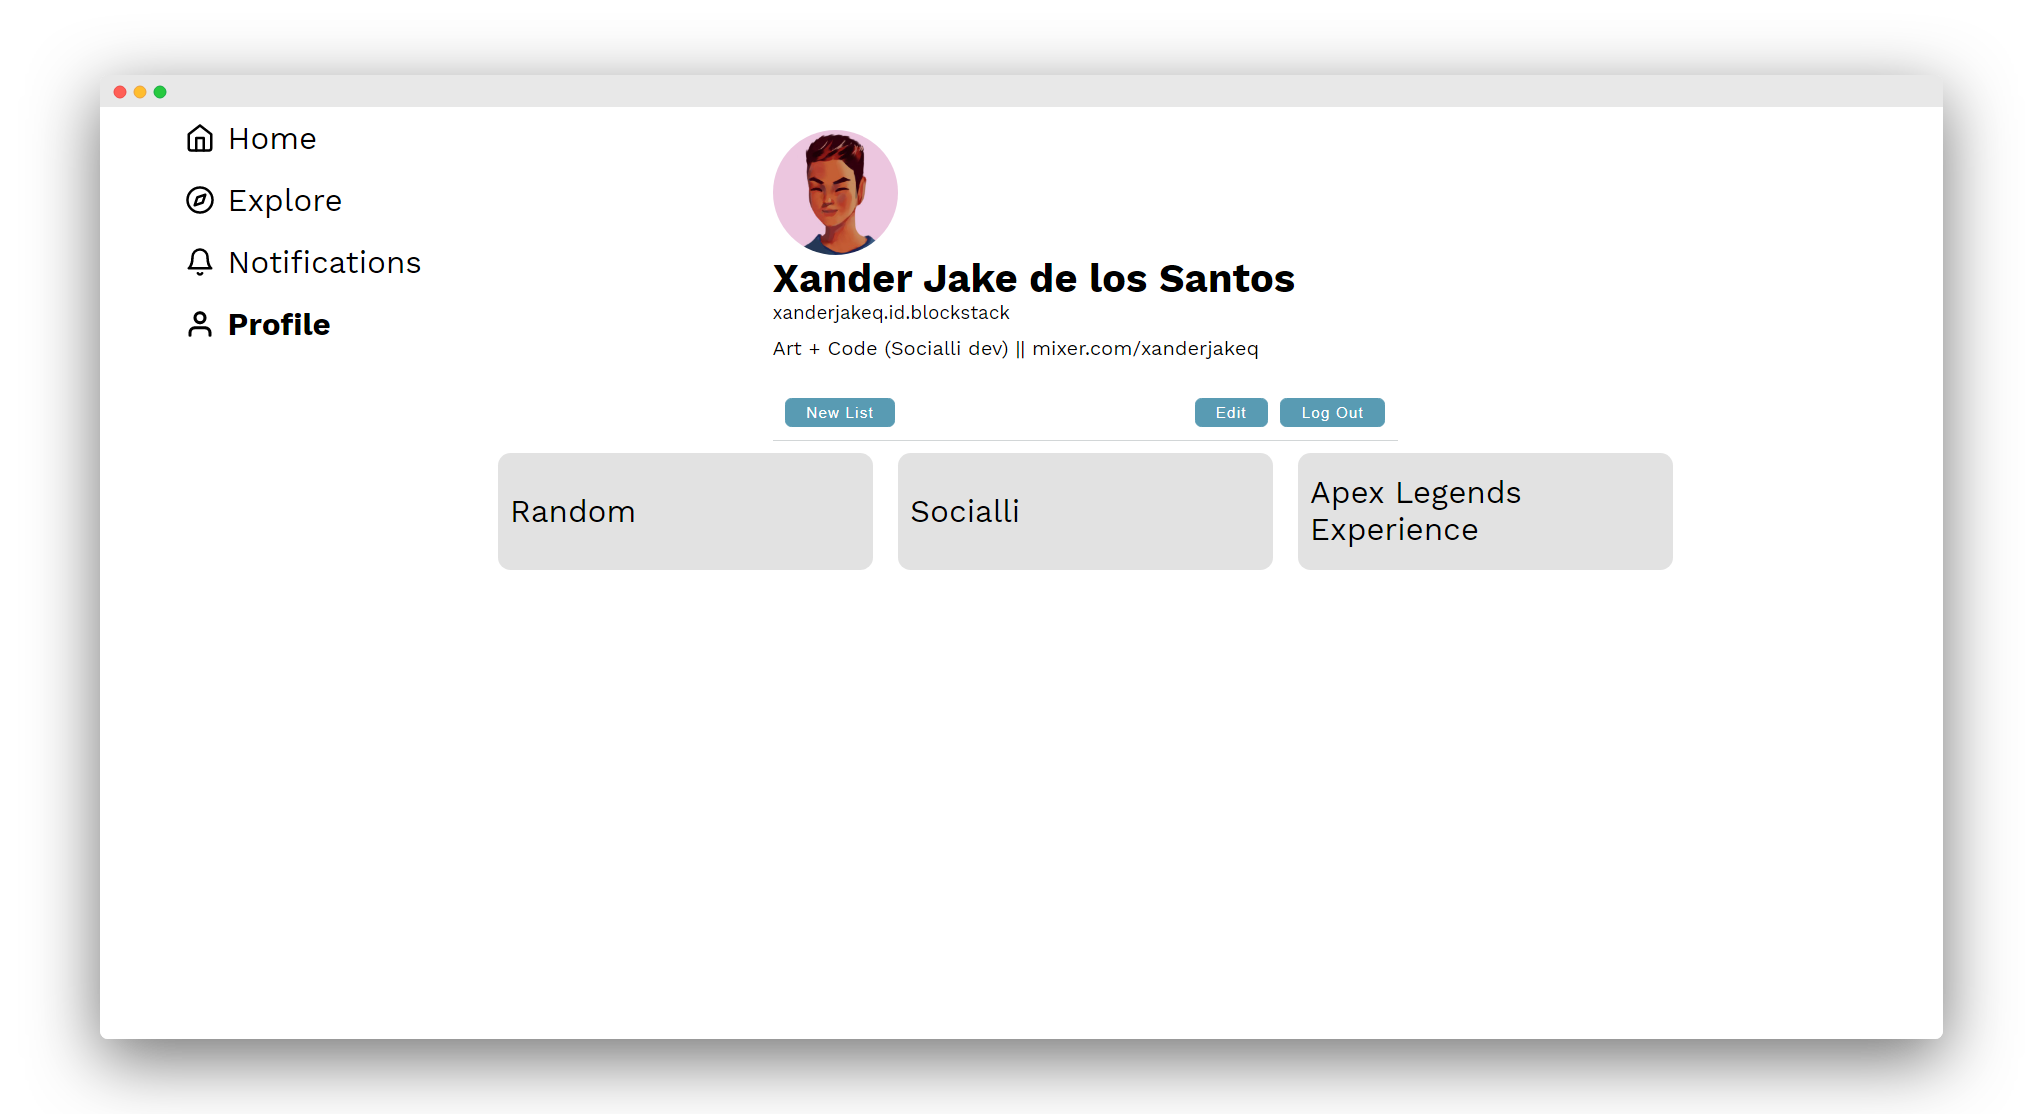 Home
Explore
Notifications
Profile
Xander Jake de los Santos
xanderjakeq.id.blockstack
Art + Code (Socialli dev) || mixer.com/xanderjakeq
New List
Edit
Log Out
Random
Socialli
Apex Legends
Experience